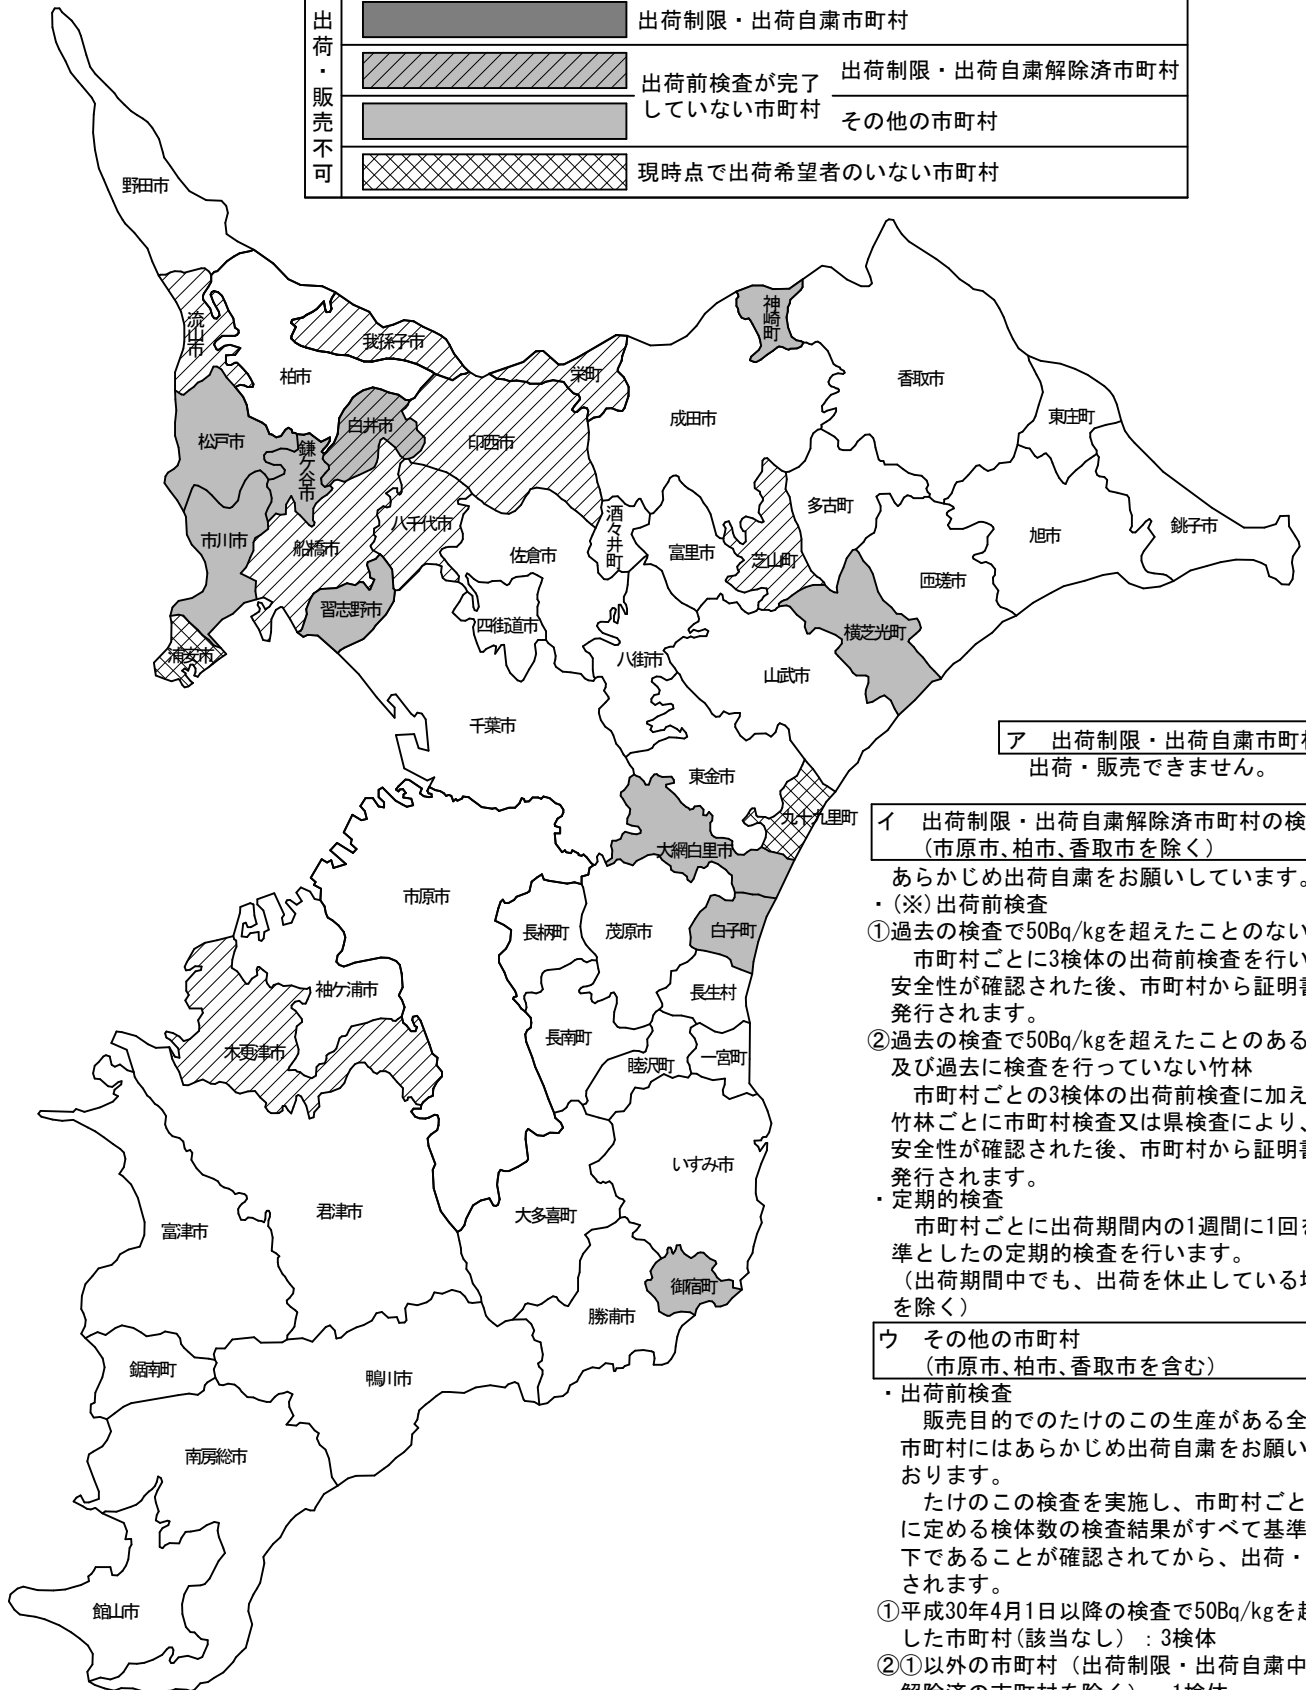 出荷・販売不可
出荷制限・出荷自粛市町村
出荷前検査が完了
していない市町村
出荷制限・出荷自粛解除済市町村
その他の市町村
現時点で出荷希望者のいない市町村
野田市
流山市
我孫子市
柏市
松戸市
鎌ケ谷市
白井市
印西市
栄町
成田市
神崎町
香取市
東庄町
市川市
船橋市
八千代市
習志野市
浦安市
佐倉市
酒々井町
富里市
芝山町
多古町
匝瑳市
旭市
銚子市
四街道市
八街市
山武市
横芝光町
千葉市
東金市
九十九里町
大網白里市
市原市
長柄町
茂原市
白子町
袖ケ浦市
長生村
木更津市
長南町
睦沢町
一宮町
いすみ市
富津市
君津市
大多喜町
御宿町
勝浦市
鋸南町
鴨川市
南房総市
館山市
ア 出荷制限・出荷自粛市町村
出荷・販売できません。
イ 出荷制限・出荷自粛解除済市町村の検
(市原市、柏市、香取市を除く)
あらかじめ出荷自粛をお願いしています。
・(※)出荷前検査
①過去の検査で50Bq/kgを超えたことのない
市町村ごとに3検体の出荷前検査を行い
安全性が確認された後、市町村から証明書
発行されます。
②過去の検査で50Bq/kgを超えたことのある
及び過去に検査を行っていない竹林
市町村ごとの3検体の出荷前検査に加え
竹林ごとに市町村検査又は県検査により、
安全性が確認された後、市町村から証明書
発行されます。
・定期的検査
市町村ごとに出荷期間内の1週間に1回を
準としたの定期的検査を行います。
(出荷期間中でも、出荷を休止している場
を除く)
ウ その他の市町村
(市原市、柏市、香取市を含む)
・出荷前検査
販売目的でのたけのこの生産がある全
市町村にはあらかじめ出荷自粛をお願い
おります。
たけのこの検査を実施し、市町村ごと
に定める検体数の検査結果がすべて基準
下であることが確認されてから、出荷・
されます。
①平成30年4月1日以降の検査で50Bq/kgを超
した市町村(該当なし) : 3検体
②①以外の市町村(出荷制限・出荷自粛中